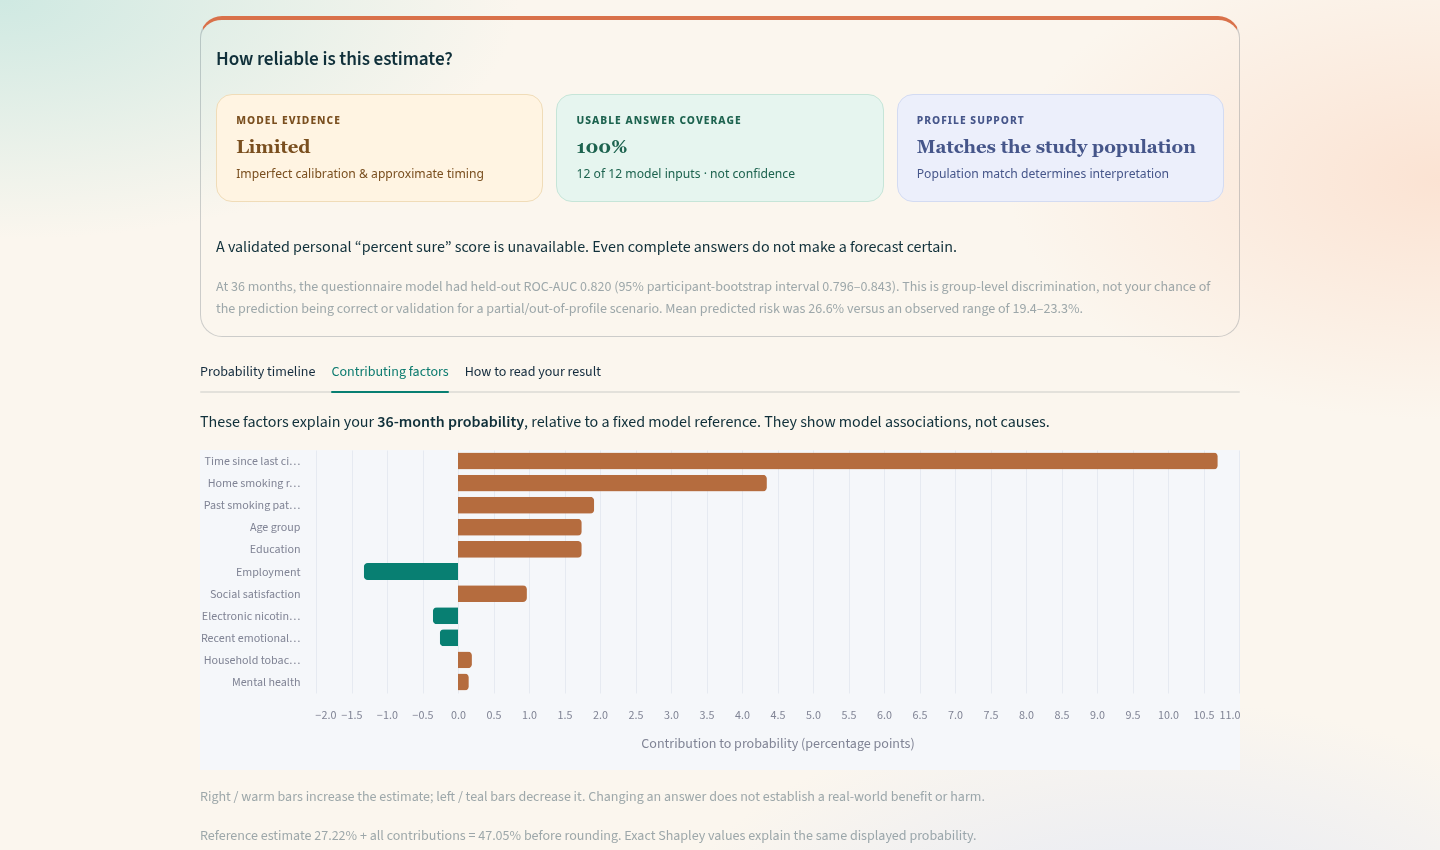 How reliable is this estimate?
MODEL EVIDENCE
Limited
Imperfect calibration & approximate timing
USABLE ANSWER COVERAGE
100%
12 of 12 model inputs · not confidence
PROFILE SUPPORT
Matches the study population
Population match determines interpretation
A validated personal “percent sure” score is unavailable. Even complete answers do not make a forecast certain.
At 36 months, the questionnaire model had held-out ROC-AUC 0.820 (95% participant-bootstrap interval 0.796–0.843). This is group-level discrimination, not your chance of
the prediction being correct or validation for a partial/out-of-profile scenario. Mean predicted risk was 26.6% versus an observed range of 19.4–23.3%.
Probability timeline Contributing factors How to read your result
These factors explain your 36-month probability, relative to a fixed model reference. They show model associations, not causes.
Time since last ci…
Home smoking r…
Past smoking pat…
Age group
Education
Employment
Social satisfaction
Electronic nicotin…
Recent emotional…
Household tobac…
Mental health
−2.0 −1.5 −1.0 −0.5 0.0 0.5 1.0 1.5 2.0 2.5 3.0 3.5 4.0 4.5 5.0 5.5 6.0 6.5 7.0 7.5 8.0 8.5 9.0 9.5 10.0 10.5 11.0
Contribution to probability (percentage points)
Right / warm bars increase the estimate; left / teal bars decrease it. Changing an answer does not establish a real-world benefit or harm.
Reference estimate 27.22% + all contributions = 47.05% before rounding. Exact Shapley values explain the same displayed probability.